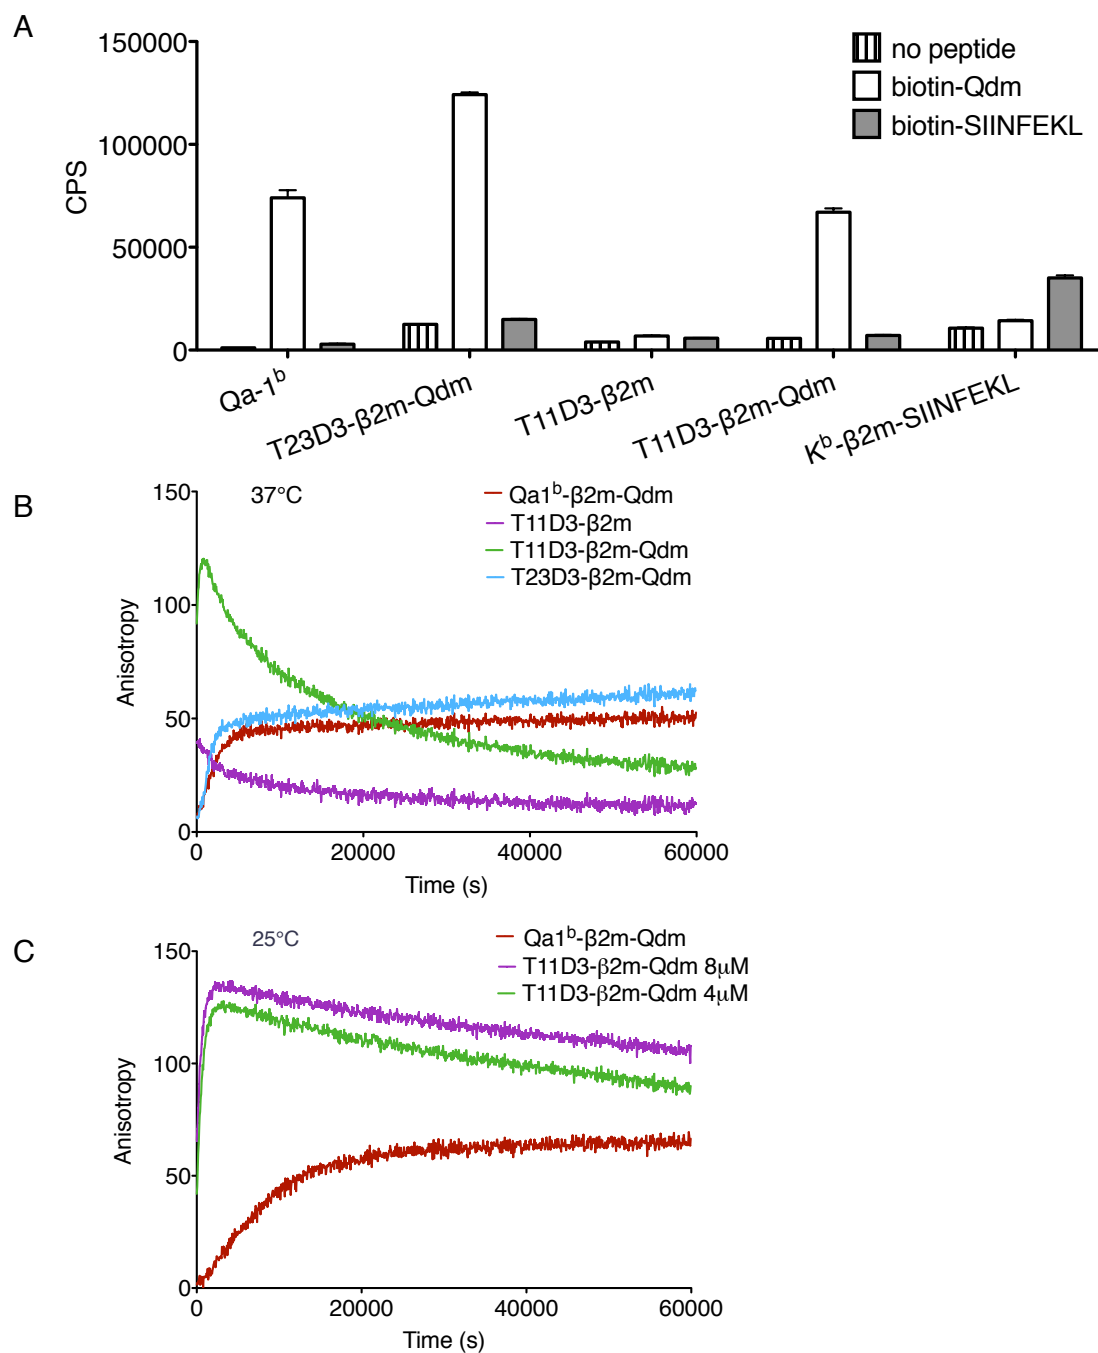 A
150000
100000
50000
0
CPS
no peptide
biotin-Qdm
biotin-SIINFEKL
Qa-1ᵇ
T23D3-β2m-Qdm
T11D3-β2m
T11D3-β2m-Qdm
Kᵇ-β2m-SIINFEKL
B
37°C
Qa1ᵇ-β2m-Qdm
T11D3-β2m
T11D3-β2m-Qdm
T23D3-β2m-Qdm
150
100
50
0
Anisotropy
0 20000 40000 60000
Time (s)
C
25°C
Qa1ᵇ-β2m-Qdm
T11D3-β2m-Qdm 8μM
T11D3-β2m-Qdm 4μM
150
100
50
0
Anisotropy
0 20000 40000 60000
Time (s)